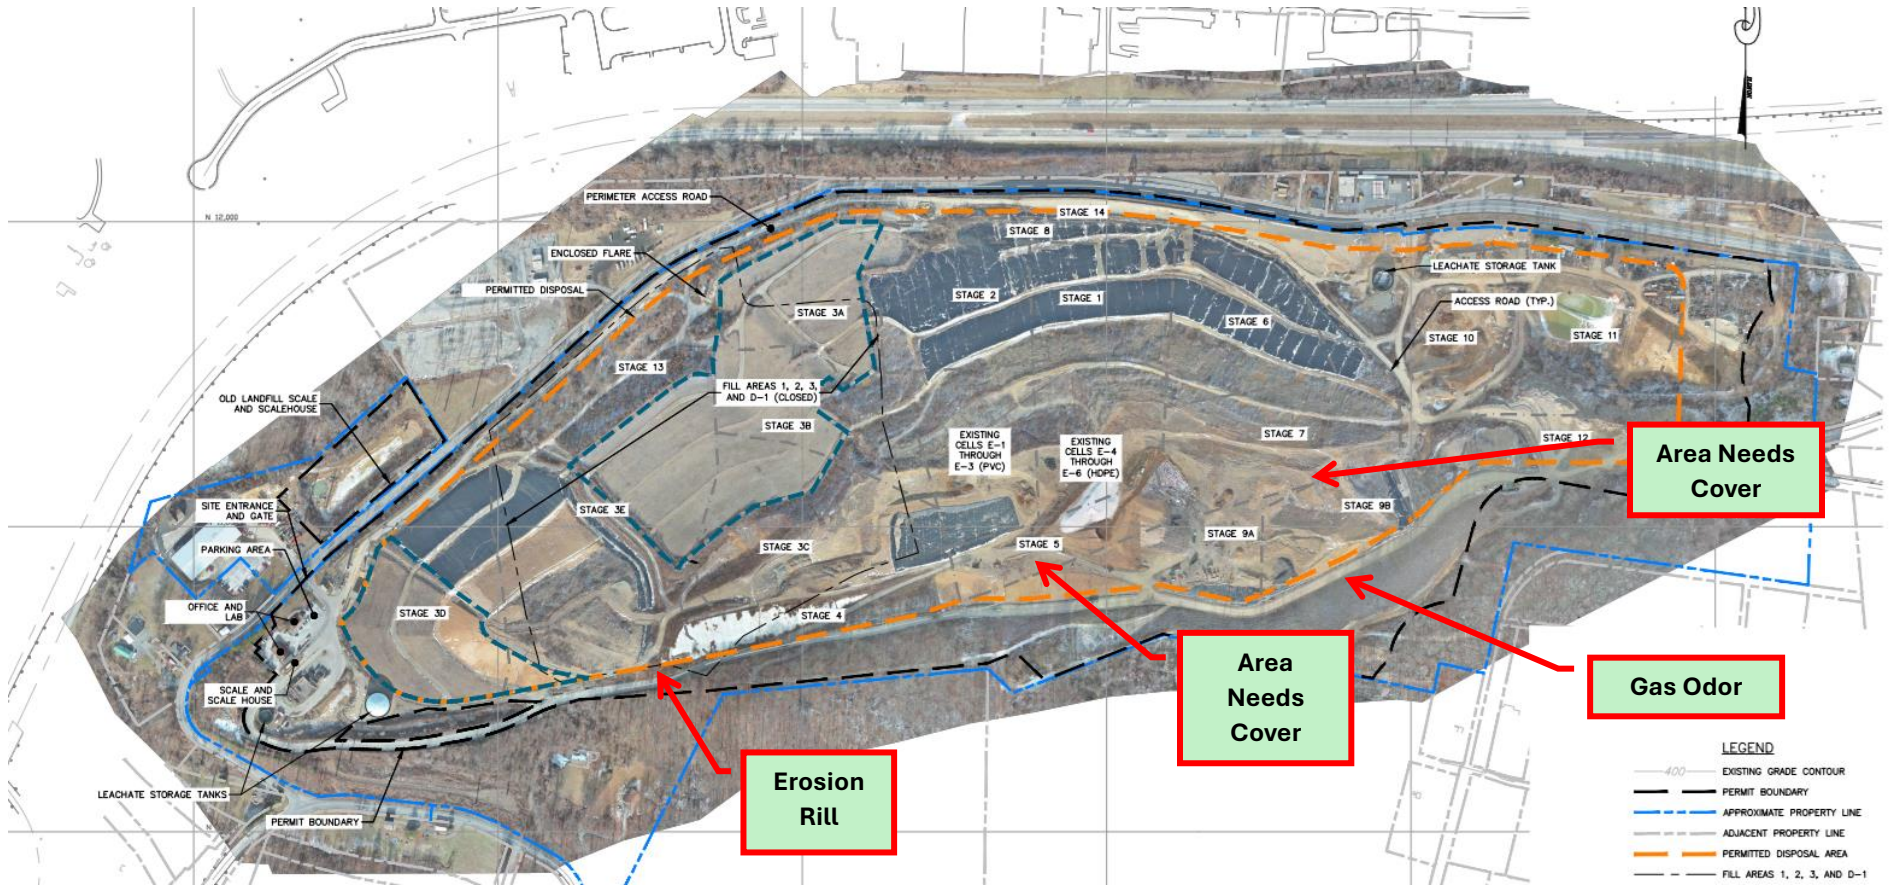 N 12,000
PERIMETER ACCESS ROAD
STAGE 14
STAGE 8
ENCLOSED FLARE
LEACHATE STORAGE TANK
PERMITTED DISPOSAL
STAGE 2
STAGE 1
ACCESS ROAD (TYP.)
STAGE 3A
STAGE 6
STAGE 10
STAGE 11
STAGE 13
FILL AREAS 1, 2, 3,
AND D-1 (CLOSED)
OLD LANDFILL SCALE
AND SCALEHOUSE
STAGE 3B
STAGE 7
STAGE 12
EXISTING
CELLS E-1
THROUGH
E-3 (PVC)
EXISTING
CELLS E-4
THROUGH
E-6 (HDPE)
Area Needs
Cover
SITE ENTRANCE
AND GATE
STAGE 3E
STAGE 9B
STAGE 9A
PARKING AREA
STAGE 3C
STAGE 5
OFFICE AND
LAB
STAGE 3D
STAGE 4
Area
Needs
Cover
Gas Odor
SCALE AND
SCALE HOUSE
Erosion
Rill
LEACHATE STORAGE TANKS
PERMIT BOUNDARY
LEGEND
400 EXISTING GRADE CONTOUR
PERMIT BOUNDARY
APPROXIMATE PROPERTY LINE
ADJACENT PROPERTY LINE
PERMITTED DISPOSAL AREA
FILL AREAS 1, 2, 3, AND D-1